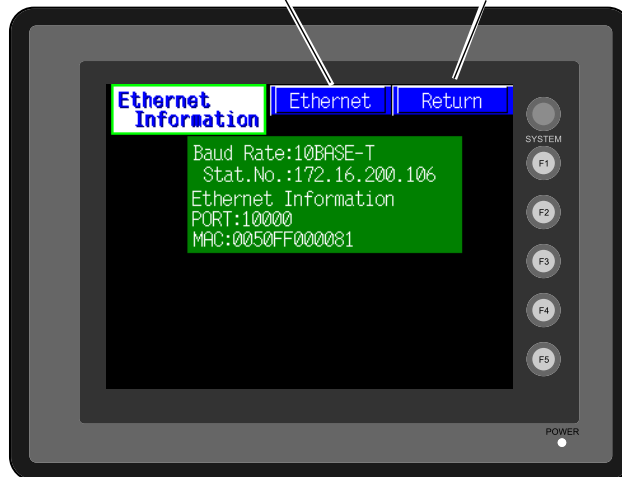 Ethernet
Information
Ethernet
Return
Baud Rate:10BASE-T
Stat.No.:172.16.200.106
Ethernet Information
PORT:10000
MAC:0050FF000081
SYSTEM
F1
F2
F3
F4
F5
POWER